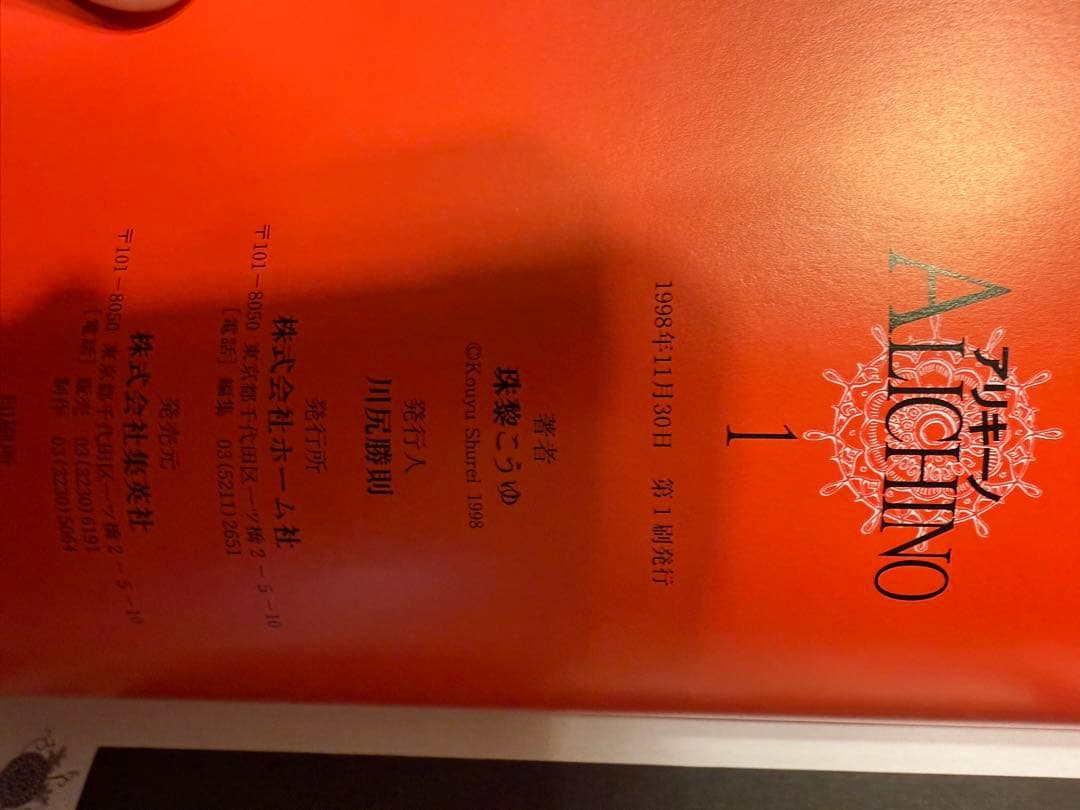 ALICHINO
アリキーノ
1
1998年11月30日 第1刷発行
著者
珠黎こうゆ
©Kouyu Shurei 1998
発行人
川尻勝則
発行所
株式会社ホーム社
〒101-8050 東京都千代田区一ツ橋2-5-10
[電話] 編集 03(5211)2651
発売元
株式会社集英社
〒101-8050 東京都千代田区一ツ橋2-5-10
[電話] 販売 03(3230)6191
制作 03(3230)5664